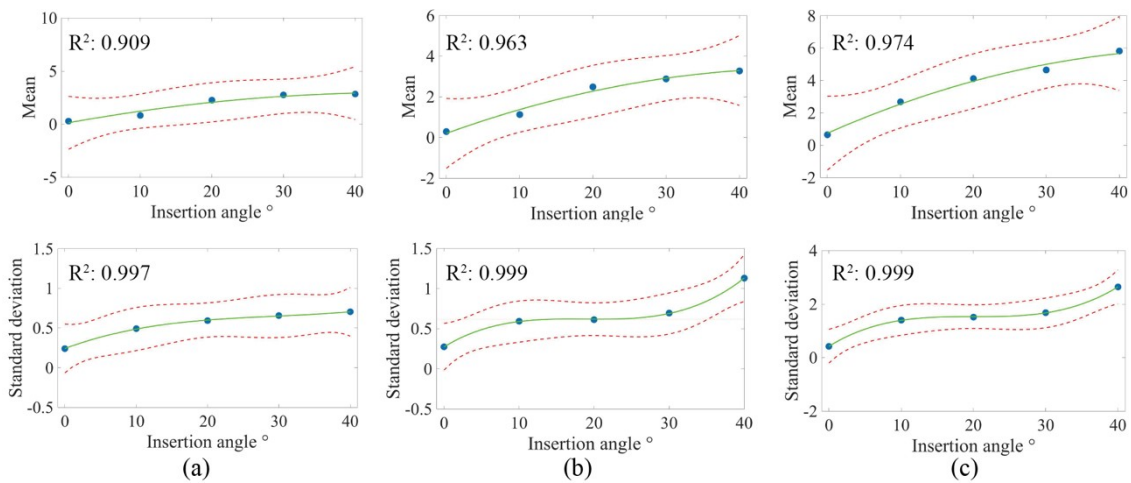 10
5
0
-5
Mean
R²: 0.909
0 10 20 30 40
Insertion angle °
6
4
2
0
-2
Mean
R²: 0.963
0 10 20 30 40
Insertion angle °
8
6
4
2
0
-2
Mean
R²: 0.974
0 10 20 30 40
Insertion angle °
1.5
1
0.5
0
-0.5
Standard deviation
R²: 0.997
0 10 20 30 40
Insertion angle °
(a)
1.5
1
0.5
0
-0.5
Standard deviation
R²: 0.999
0 10 20 30 40
Insertion angle °
(b)
4
2
0
-2
Standard deviation
R²: 0.999
0 10 20 30 40
Insertion angle °
(c)